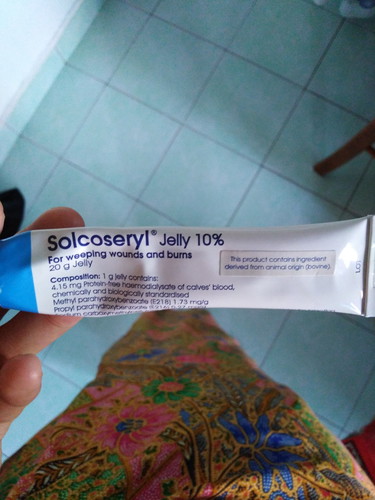 Solcoseryl® Jelly 10%
For weeping wounds and burns
20 g Jelly
This product contains ingredient
derived from animal origin (bovine)
Composition: 1 g jelly contains:
4.15 mg Protein-free haemodialysate of calves' blood,
chemically and biologically standardised
Methyl parahydroxybenzoate (E218) 1.73 mg/g
Propyl parahydroxybenzoate